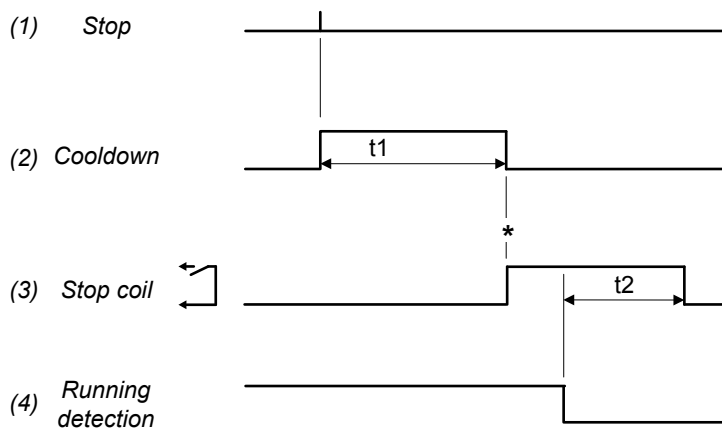 (1) Stop
(2) Cooldown
t1
*
(3) Stop coil
t2
(4) Running
detection